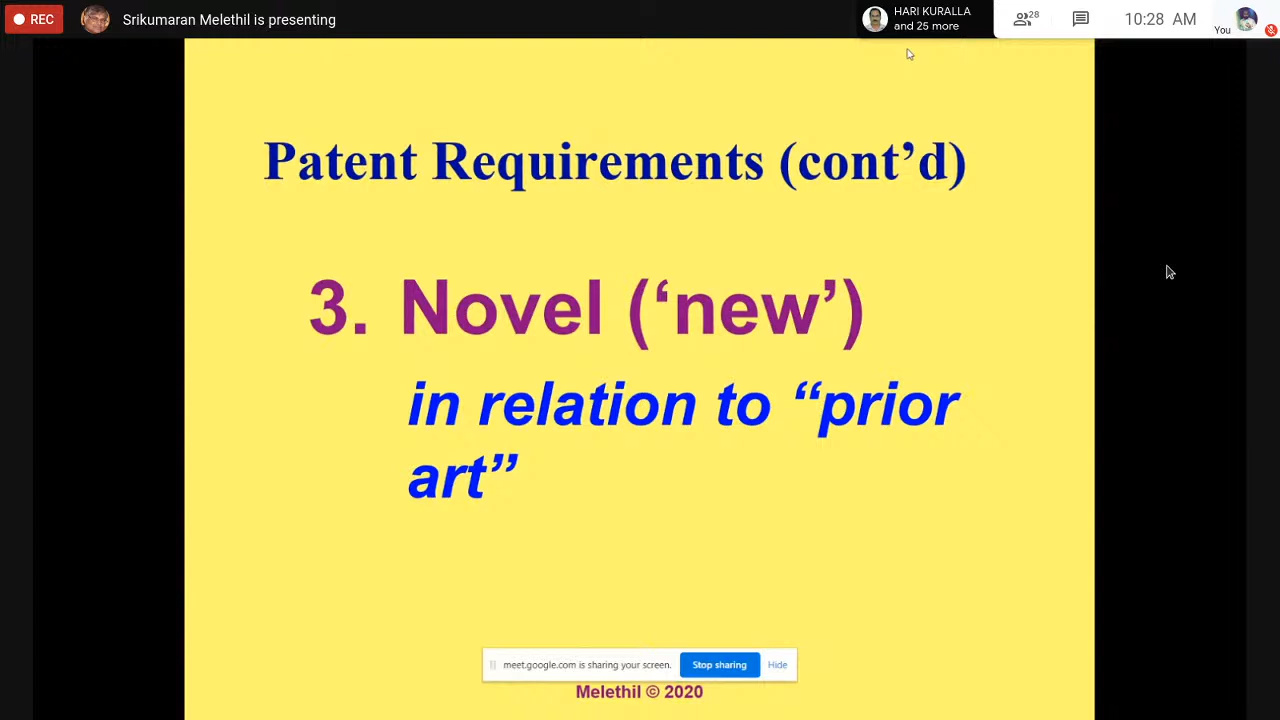 REC
Srikumaran Melethil is presenting
HARI KURALLA
and 25 more
28
10:28 AM
You
Patent Requirements (cont’d)
3. Novel (‘new’)
in relation to “prior
art”
meet.google.com is sharing your screen.
Stop sharing
Hide
Melethil © 2020